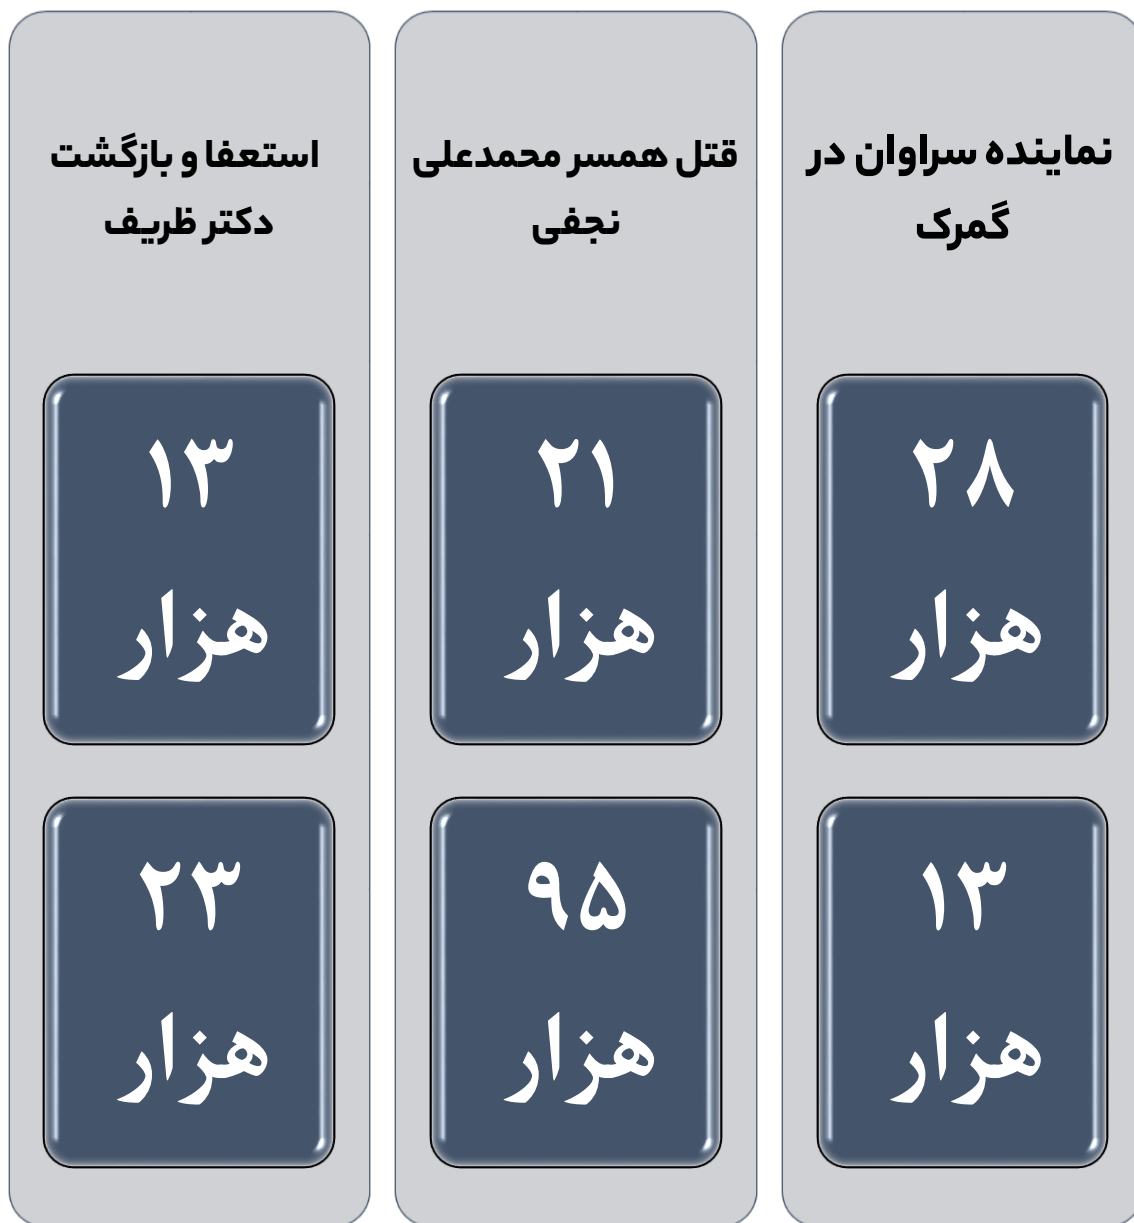 نماینده سراوان در
گمرک
۲۸
هزار
۱۳
هزار
قتل همسر محمدعلی
نجفی
۲۱
هزار
۹۵
هزار
استعفا و بازگشت
دکتر ظریف
۱۳
هزار
۲۳
هزار